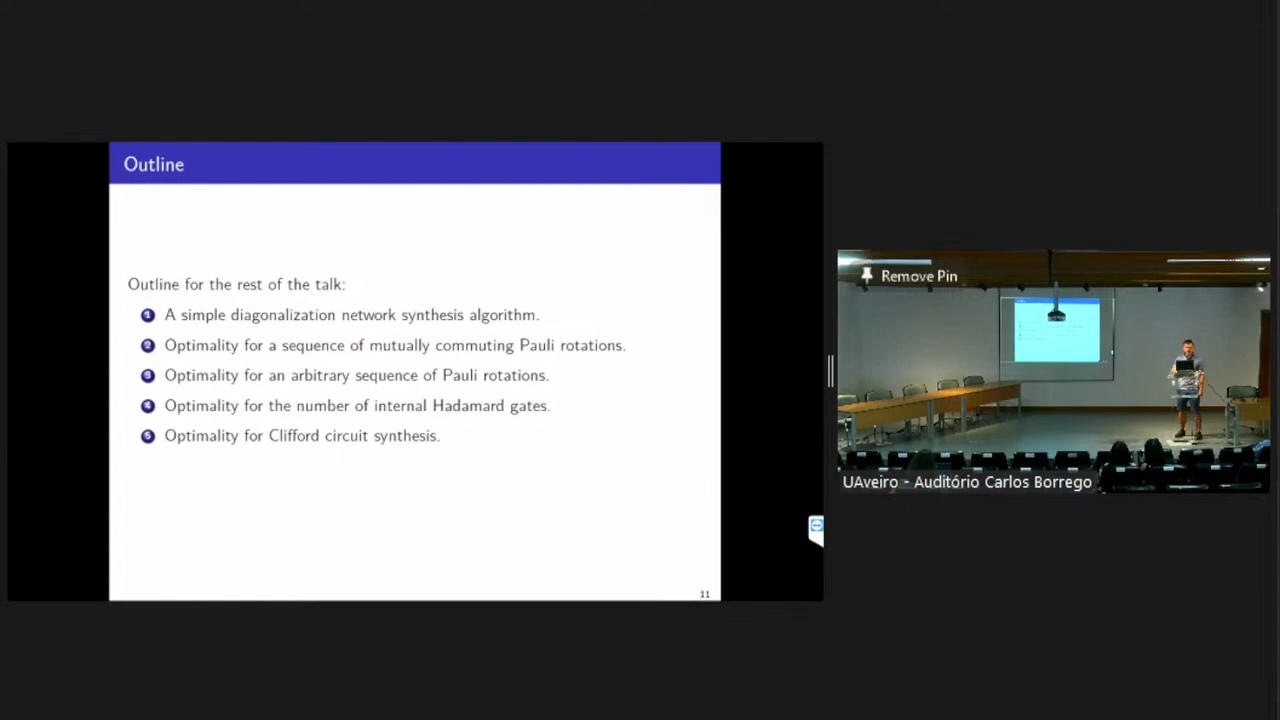 Outline
Outline for the rest of the talk:
1 A simple diagonalization network synthesis algorithm.
2 Optimality for a sequence of mutually commuting Pauli rotations.
3 Optimality for an arbitrary sequence of Pauli rotations.
4 Optimality for the number of internal Hadamard gates.
5 Optimality for Clifford circuit synthesis.
11
Remove Pin
UAveiro - Auditório Carlos Borrego